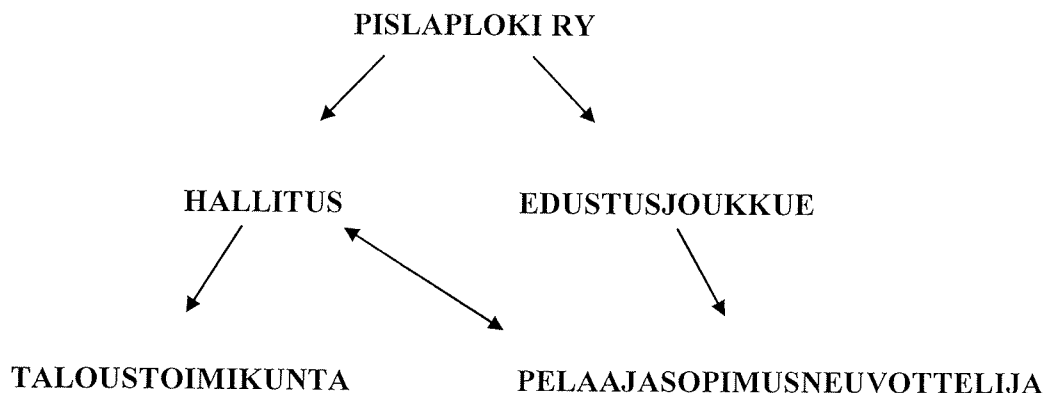 PISLAPLOKI RY
HALLITUS
EDUSTUSJOUKKUE
TALOUSTOIMIKUNTA
PELAAJASOPIMUSNEUVOTTELIJA